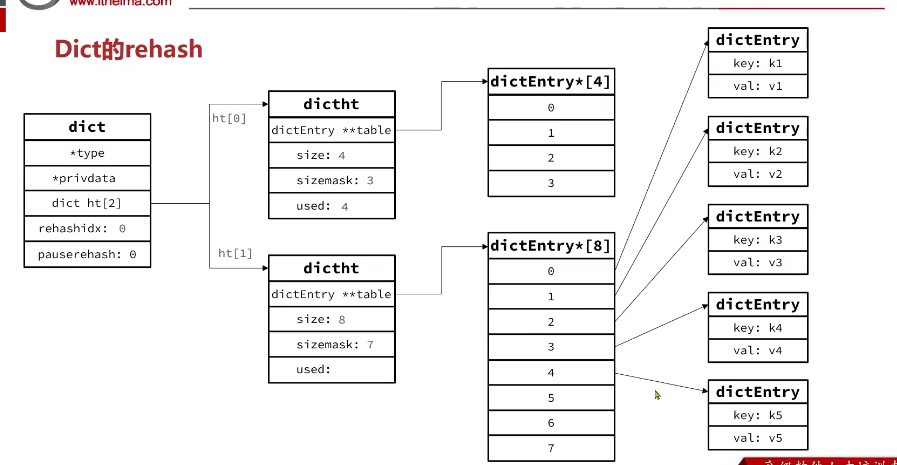 www.itheima.com
Dict的rehash
dict
*type
*privdata
dict ht[2]
rehashidx: 0
pauserehash: 0
ht[0]
dictht
dictEntry **table
size: 4
sizemask: 3
used: 4
ht[1]
dictht
dictEntry **table
size: 8
sizemask: 7
used:
dictEntry*[4]
0
1
2
3
dictEntry*[8]
0
1
2
3
4
5
6
7
dictEntry
key: k1
val: v1
dictEntry
key: k2
val: v2
dictEntry
key: k3
val: v3
dictEntry
key: k4
val: v4
dictEntry
key: k5
val: v5